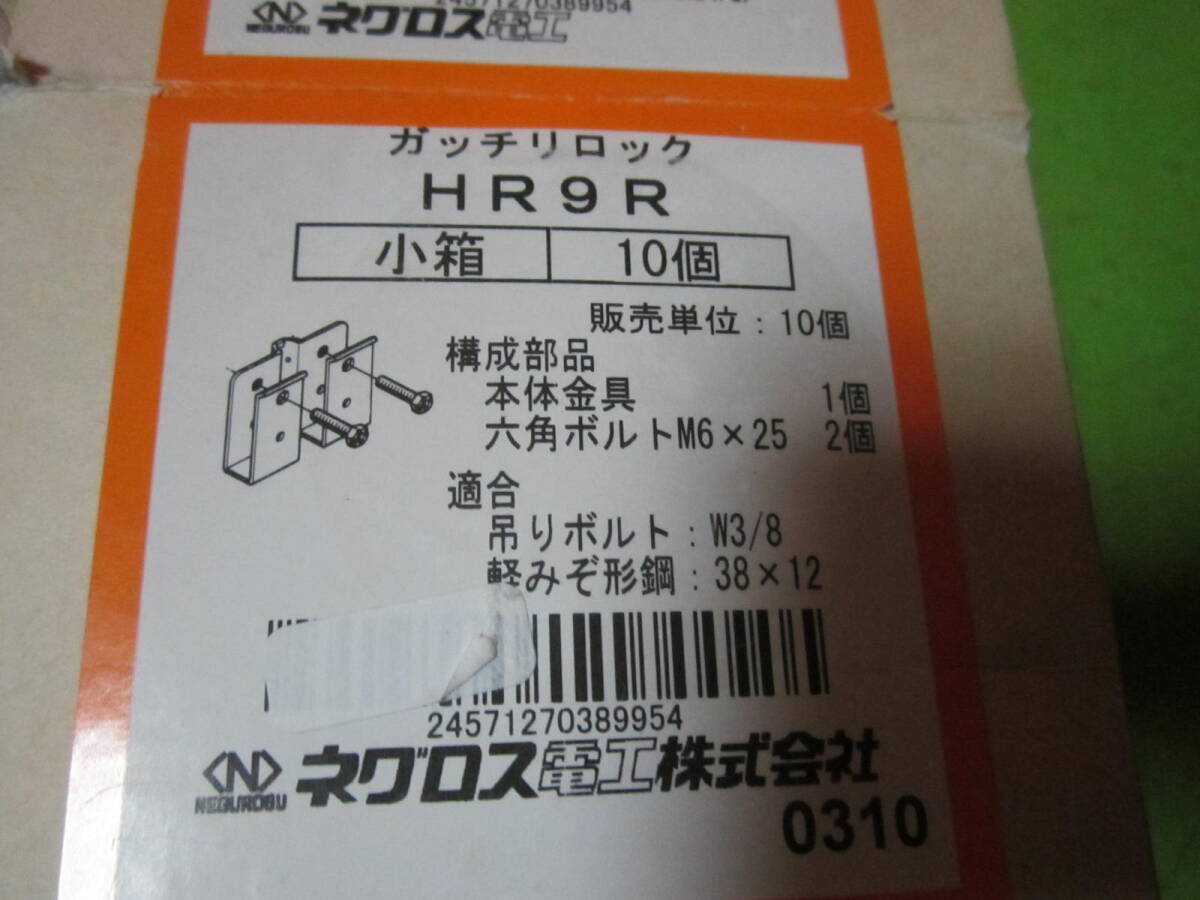 24571270389954
NEGUROSU ネグロス電工
ガッチリロック
HR9R
小箱 10個
販売単位：10個
構成部品
本体金具 1個
六角ボルトM6×25 2個
適合
吊りボルト：W3/8
軽みぞ形鋼：38×12
24571270389954
N NEGUROSU ネグロス電工株式会社
0310